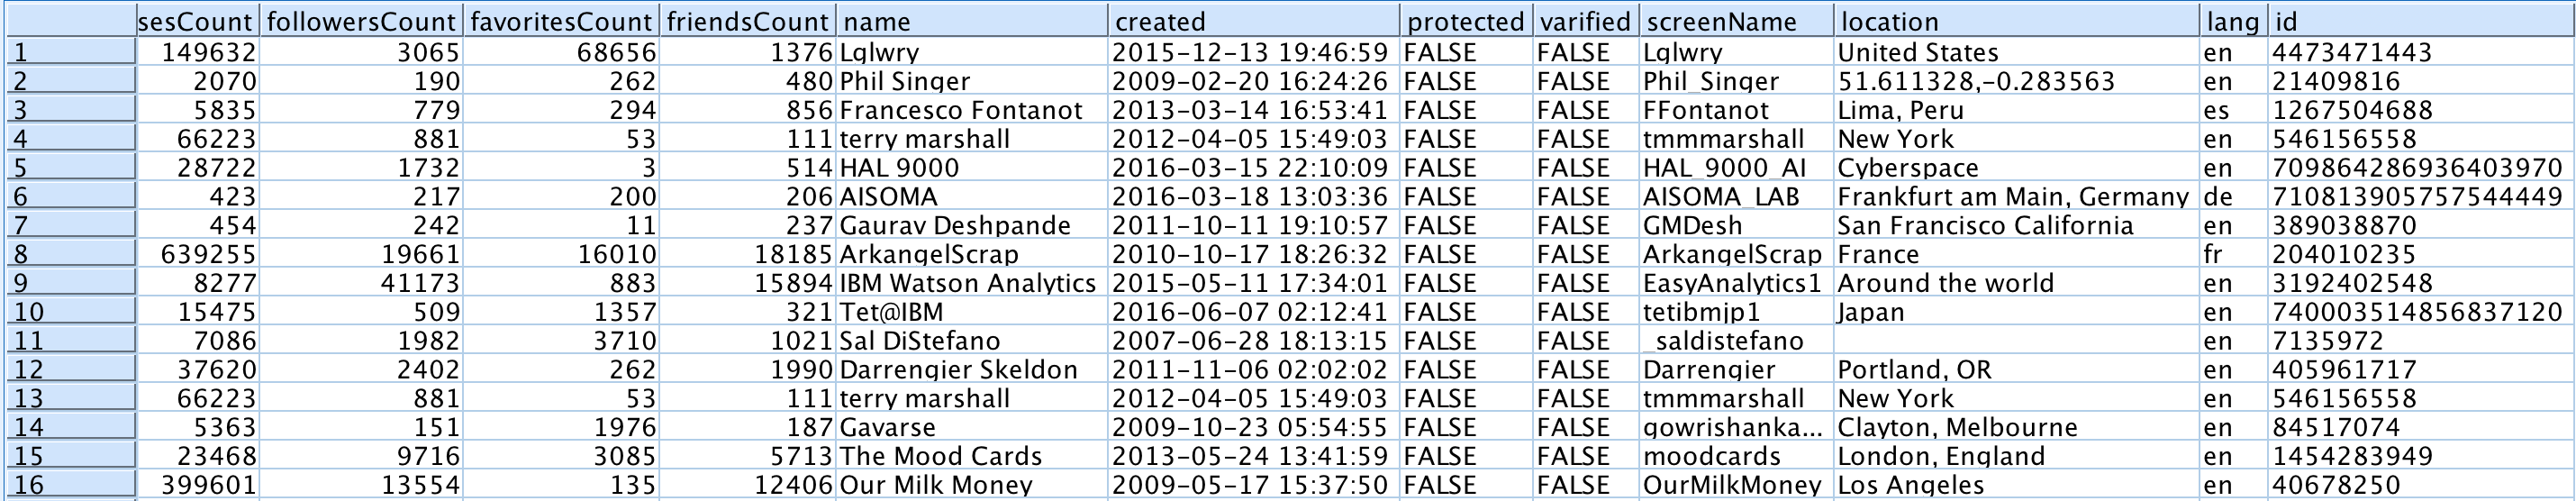 sesCount followersCount favoritesCount friendsCount name created protected varified screenName location lang id
1 149632 3065 68656 1376 Lglwry 2015-12-13 19:46:59 FALSE FALSE Lglwry United States en 4473471443
2 2070 190 262 480 Phil Singer 2009-02-20 16:24:26 FALSE FALSE Phil_Singer 51.611328,-0.283563 en 21409816
3 5835 779 294 856 Francesco Fontanot 2013-03-14 16:53:41 FALSE FALSE FFontanot Lima, Peru es 1267504688
4 66223 881 53 111 terry marshall 2012-04-05 15:49:03 FALSE FALSE tmmmarshall New York en 546156558
5 28722 1732 3 514 HAL 9000 2016-03-15 22:10:09 FALSE FALSE HAL_9000_AI Cyberspace en 709864286936403970
6 423 217 200 206 AISOMA 2016-03-18 13:03:36 FALSE FALSE AISOMA_LAB Frankfurt am Main, Germany de 710813905757544449
7 454 242 11 237 Gaurav Deshpande 2011-10-11 19:10:57 FALSE FALSE GMDesh San Francisco California en 389038870
8 639255 19661 16010 18185 ArkangelScrap 2010-10-17 18:26:32 FALSE FALSE ArkangelScrap France fr 204010235
9 8277 41173 883 15894 IBM Watson Analytics 2015-05-11 17:34:01 FALSE FALSE EasyAnalytics1 Around the world en 3192402548
10 15475 509 1357 321 Tet@IBM 2016-06-07 02:12:41 FALSE FALSE tetibmjp1 Japan en 740003514856837120
11 7086 1982 3710 1021 Sal DiStefano 2007-06-28 18:13:15 FALSE FALSE _saldistefano en 7135972
12 37620 2402 262 1990 Darrengier Skeldon 2011-11-06 02:02:02 FALSE FALSE Darrengier Portland, OR en 405961717
13 66223 881 53 111 terry marshall 2012-04-05 15:49:03 FALSE FALSE tmmmarshall New York en 546156558
14 5363 151 1976 187 Gavarse 2009-10-23 05:54:55 FALSE FALSE gowrishanka... Clayton, Melbourne en 84517074
15 23468 9716 3085 5713 The Mood Cards 2013-05-24 13:41:59 FALSE FALSE moodcards London, England en 1454283949
16 399601 13554 135 12406 Our Milk Money 2009-05-17 15:37:50 FALSE FALSE OurMilkMoney Los Angeles en 40678250